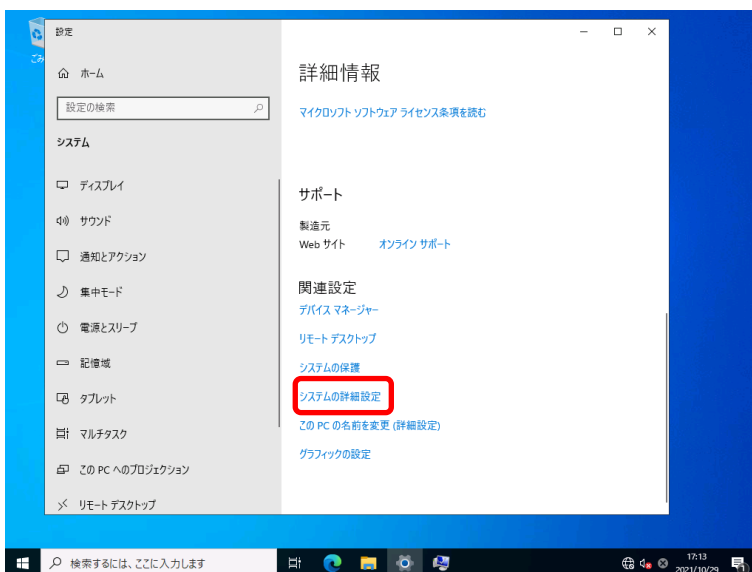 ごみ
設定
ホーム
設定の検索
システム
ディスプレイ
サウンド
通知とアクション
集中モード
電源とスリープ
記憶域
タブレット
マルチタスク
この PC へのプロジェクション
リモート デスクトップ
詳細情報
マイクロソフト ソフトウェア ライセンス条項を読む
サポート
製造元
Web サイト オンライン サポート
関連設定
デバイス マネージャー
リモート デスクトップ
システムの保護
システムの詳細設定
この PC の名前を変更 (詳細設定)
グラフィックの設定
検索するには、ここに入力します
17:13
2021/10/29